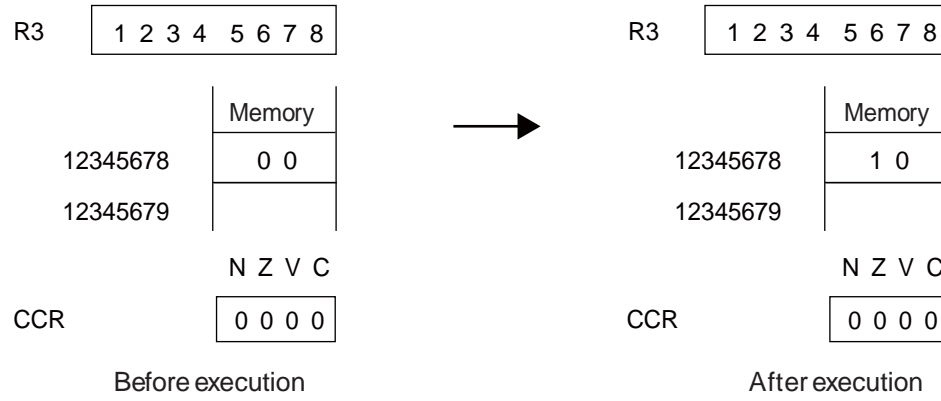 R3 1 2 3 4 5 6 7 8 R3 1 2 3 4 5 6 7 8
Memory Memory
12345678 0 0 12345678 1 0
12345679 12345679
N Z V C N Z V C
CCR 0 0 0 0 CCR 0 0 0 0
Before execution After execution